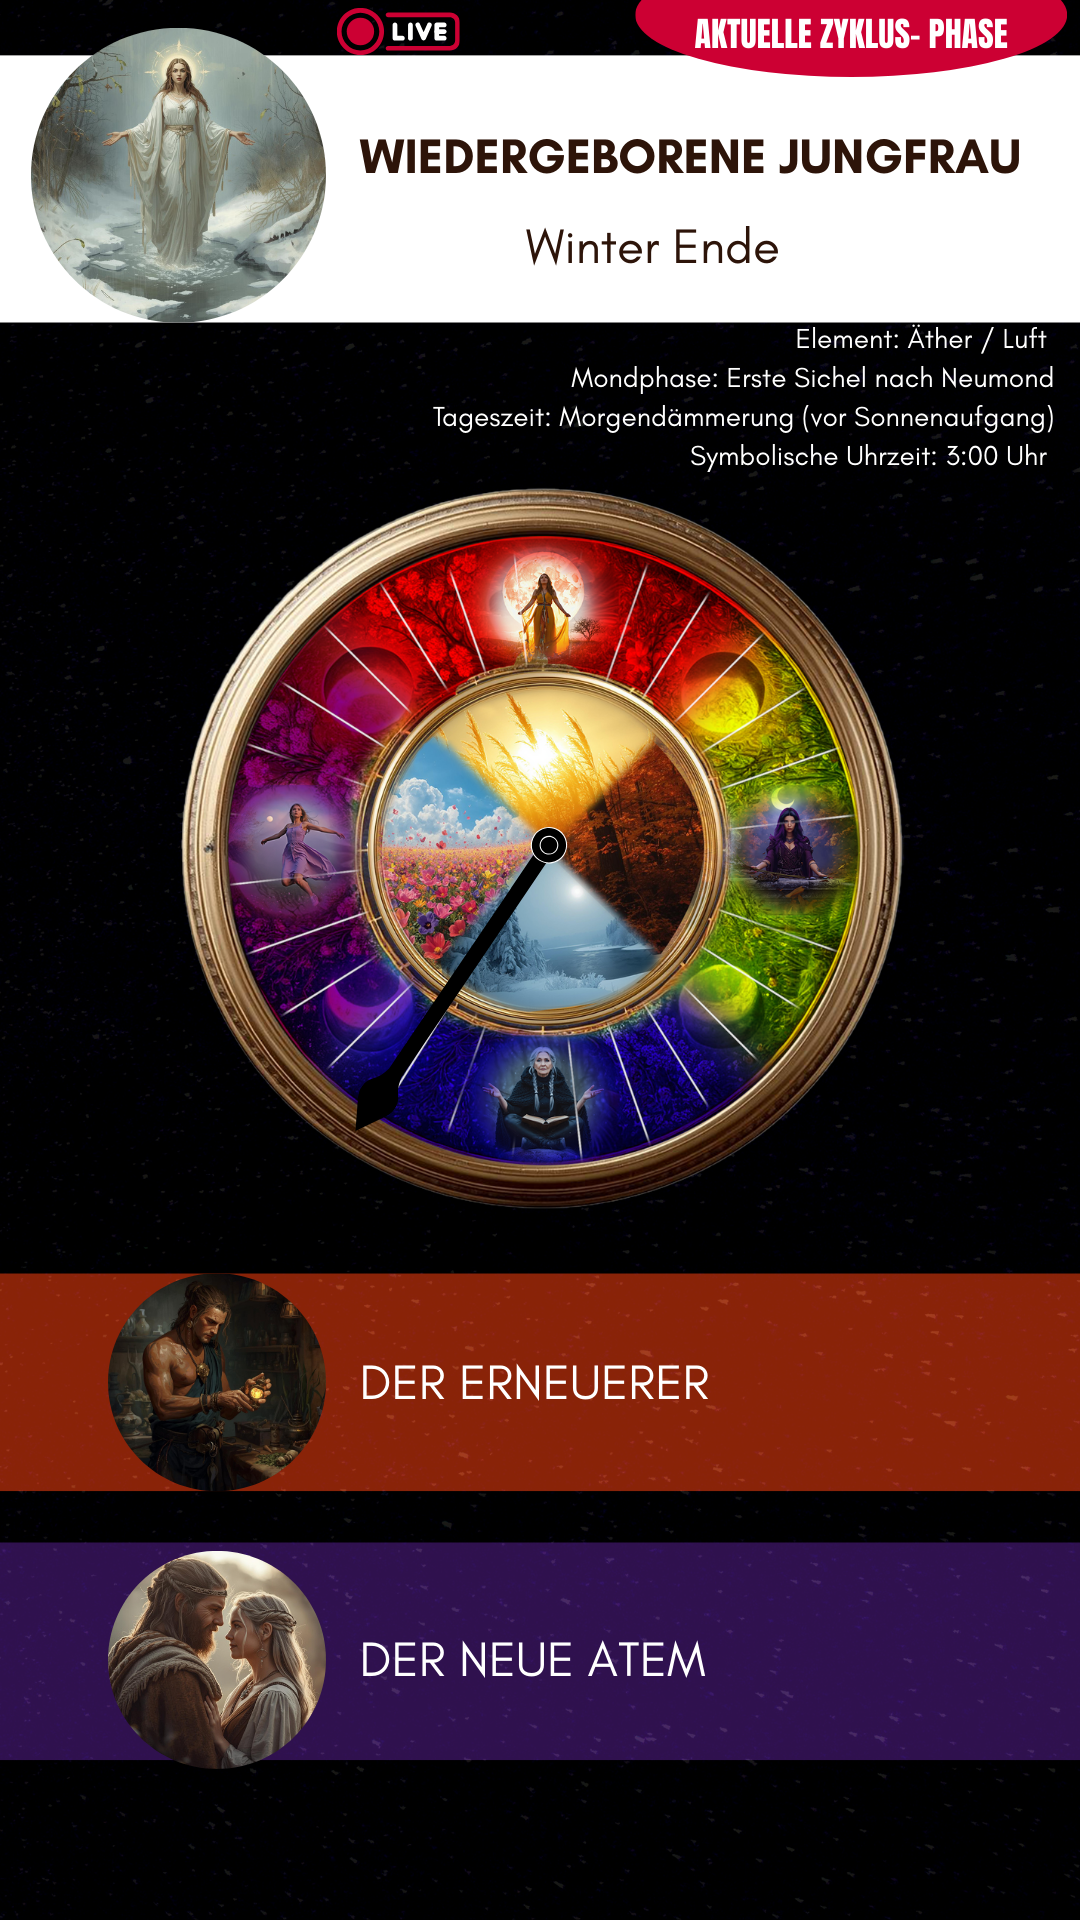 LIVE
AKTUELLE ZYKLUS- PHASE
WIEDERGEBORENE JUNGFRAU
Winter Ende
Element: Äther / Luft
Mondphase: Erste Sichel nach Neumond
Tageszeit: Morgendämmerung (vor Sonnenaufgang)
Symbolische Uhrzeit: 3:00 Uhr
DER ERNEUERER
DER NEUE ATEM